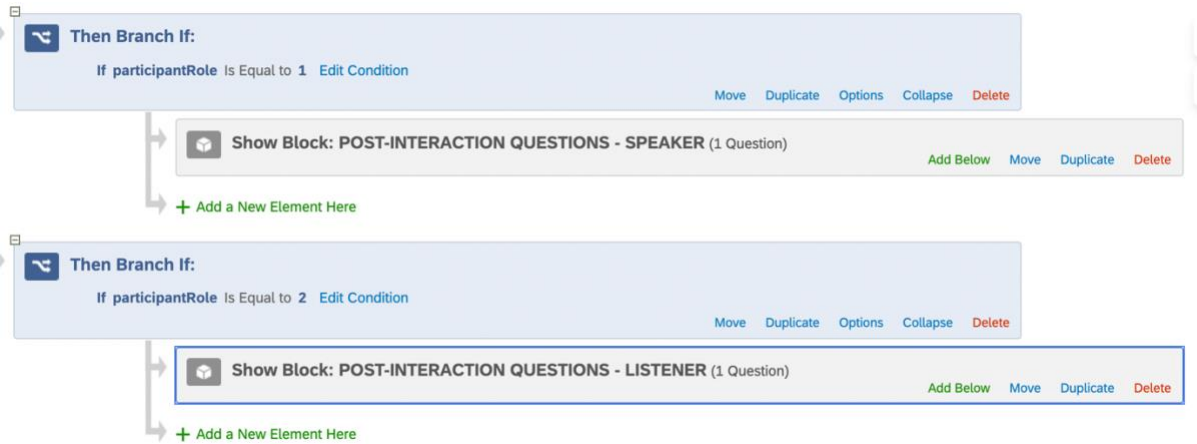 Then Branch If:
If participantRole Is Equal to 1 Edit Condition
Move Duplicate Options Collapse Delete
Show Block: POST-INTERACTION QUESTIONS - SPEAKER (1 Question)
Add Below Move Duplicate Delete
+ Add a New Element Here
Then Branch If:
If participantRole Is Equal to 2 Edit Condition
Move Duplicate Options Collapse Delete
Show Block: POST-INTERACTION QUESTIONS - LISTENER (1 Question)
Add Below Move Duplicate Delete
+ Add a New Element Here